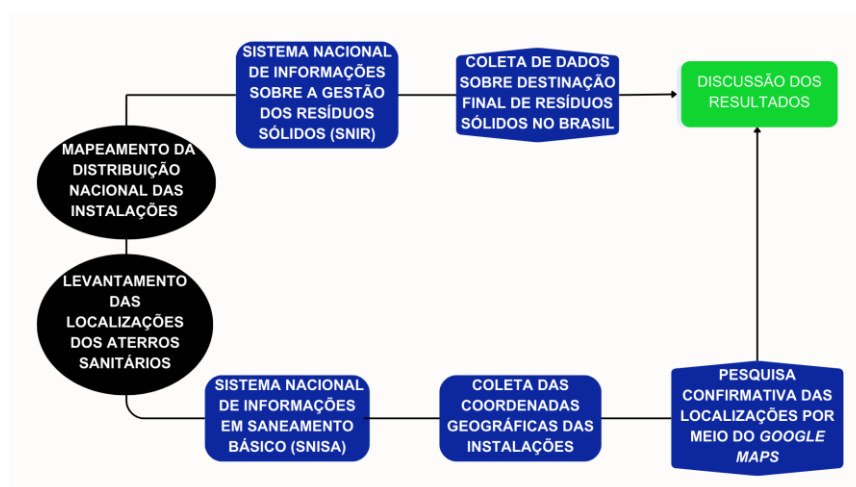 SISTEMA NACIONAL
DE INFORMAÇÕES
SOBRE A GESTÃO
DOS RESÍDUOS
SÓLIDOS (SNIR)
COLETA DE DADOS
SOBRE DESTINAÇÃO
FINAL DE RESÍDUOS
SÓLIDOS NO BRASIL
DISCUSSÃO DOS
RESULTADOS
MAPEAMENTO DA
DISTRIBUIÇÃO
NACIONAL DAS
INSTALAÇÕES
LEVANTAMENTO
DAS
LOCALIZAÇÕES
DOS ATERROS
SANITÁRIOS
SISTEMA NACIONAL
DE INFORMAÇÕES
EM SANEAMENTO
BÁSICO (SNISA)
COLETA DAS
COORDENADAS
GEOGRÁFICAS DAS
INSTALAÇÕES
PESQUISA
CONFIRMATIVA DAS
LOCALIZAÇÕES POR
MEIO DO GOOGLE
MAPS